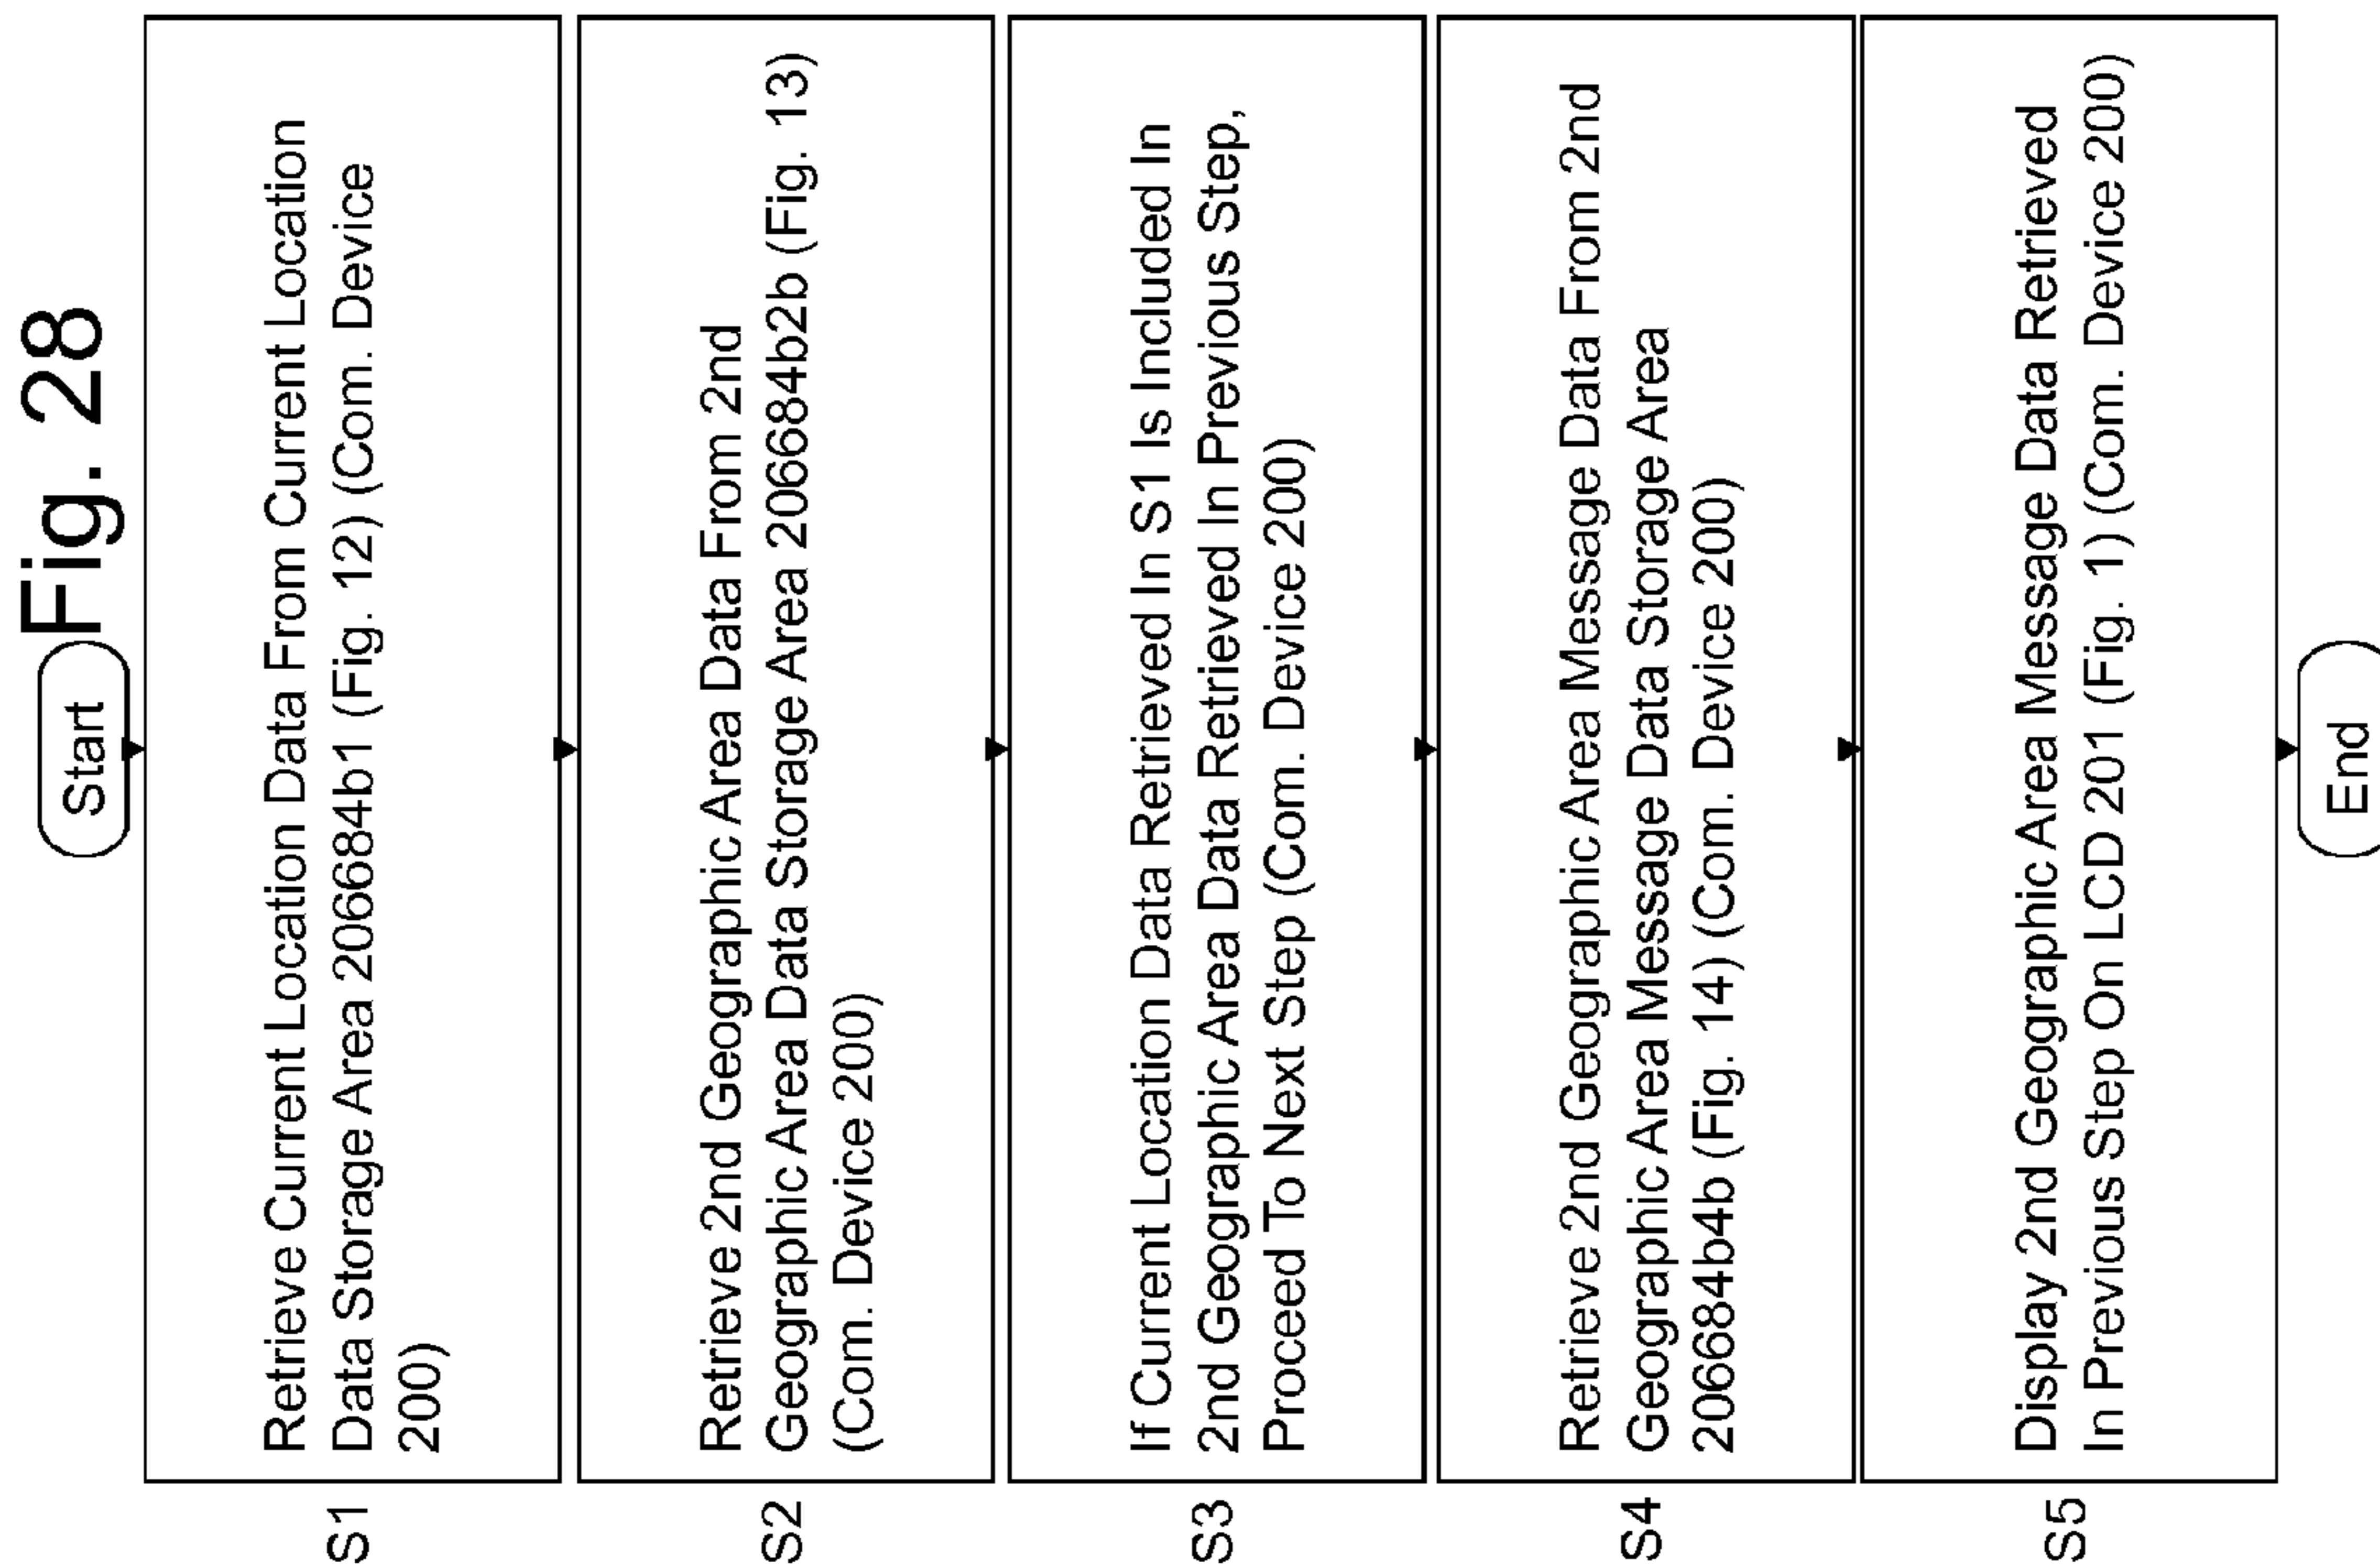 Fig. 28
Start
S1
Retrieve Current Location Data From Current Location
Data Storage Area 206684b1 (Fig. 12) (Com. Device
200)
S2
Retrieve 2nd Geographic Area Data From 2nd
Geographic Area Data Storage Area 206684b2b (Fig. 13)
(Com. Device 200)
S3
If Current Location Data Retrieved In S1 Is Included In
2nd Geographic Area Data Retrieved In Previous Step,
Proceed To Next Step (Com. Device 200)
S4
Retrieve 2nd Geographic Area Message Data From 2nd
Geographic Area Message Data Storage Area
206684b4b (Fig. 14) (Com. Device 200)
S5
Display 2nd Geographic Area Message Data Retrieved
In Previous Step On LCD 201 (Fig. 1) (Com. Device 200)
End